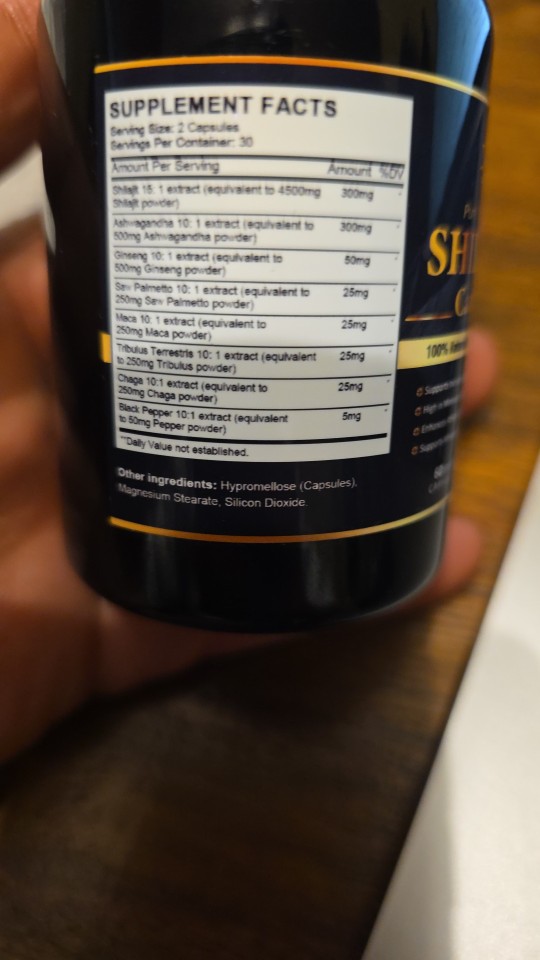 SUPPLEMENT FACTS
Serving Size: 2 Capsules
Servings Per Container: 30
Amount Per Serving Amount %DV
Shilajit 15: 1 extract (equivalent to 4500mg 300mg *
Shilajit powder)
Ashwagandha 10: 1 extract (equivalent to 300mg *
500mg Ashwagandha powder)
Ginseng 10: 1 extract (equivalent to 50mg *
500mg Ginseng powder)
Saw Palmetto 10: 1 extract (equivalent to 25mg *
250mg Saw Palmetto powder)
Maca 10: 1 extract (equivalent to 25mg *
250mg Maca powder)
Tribulus Terrestris 10: 1 extract (equivalent 25mg *
to 250mg Tribulus powder)
Chaga 10:1 extract (equivalent to 25mg *
250mg Chaga powder)
Black Pepper 10:1 extract (equivalent 5mg *
to 50mg Pepper powder)
**Daily Value not established.
Other ingredients: Hypromellose (Capsules),
Magnesium Stearate, Silicon Dioxide.
SHI
100%